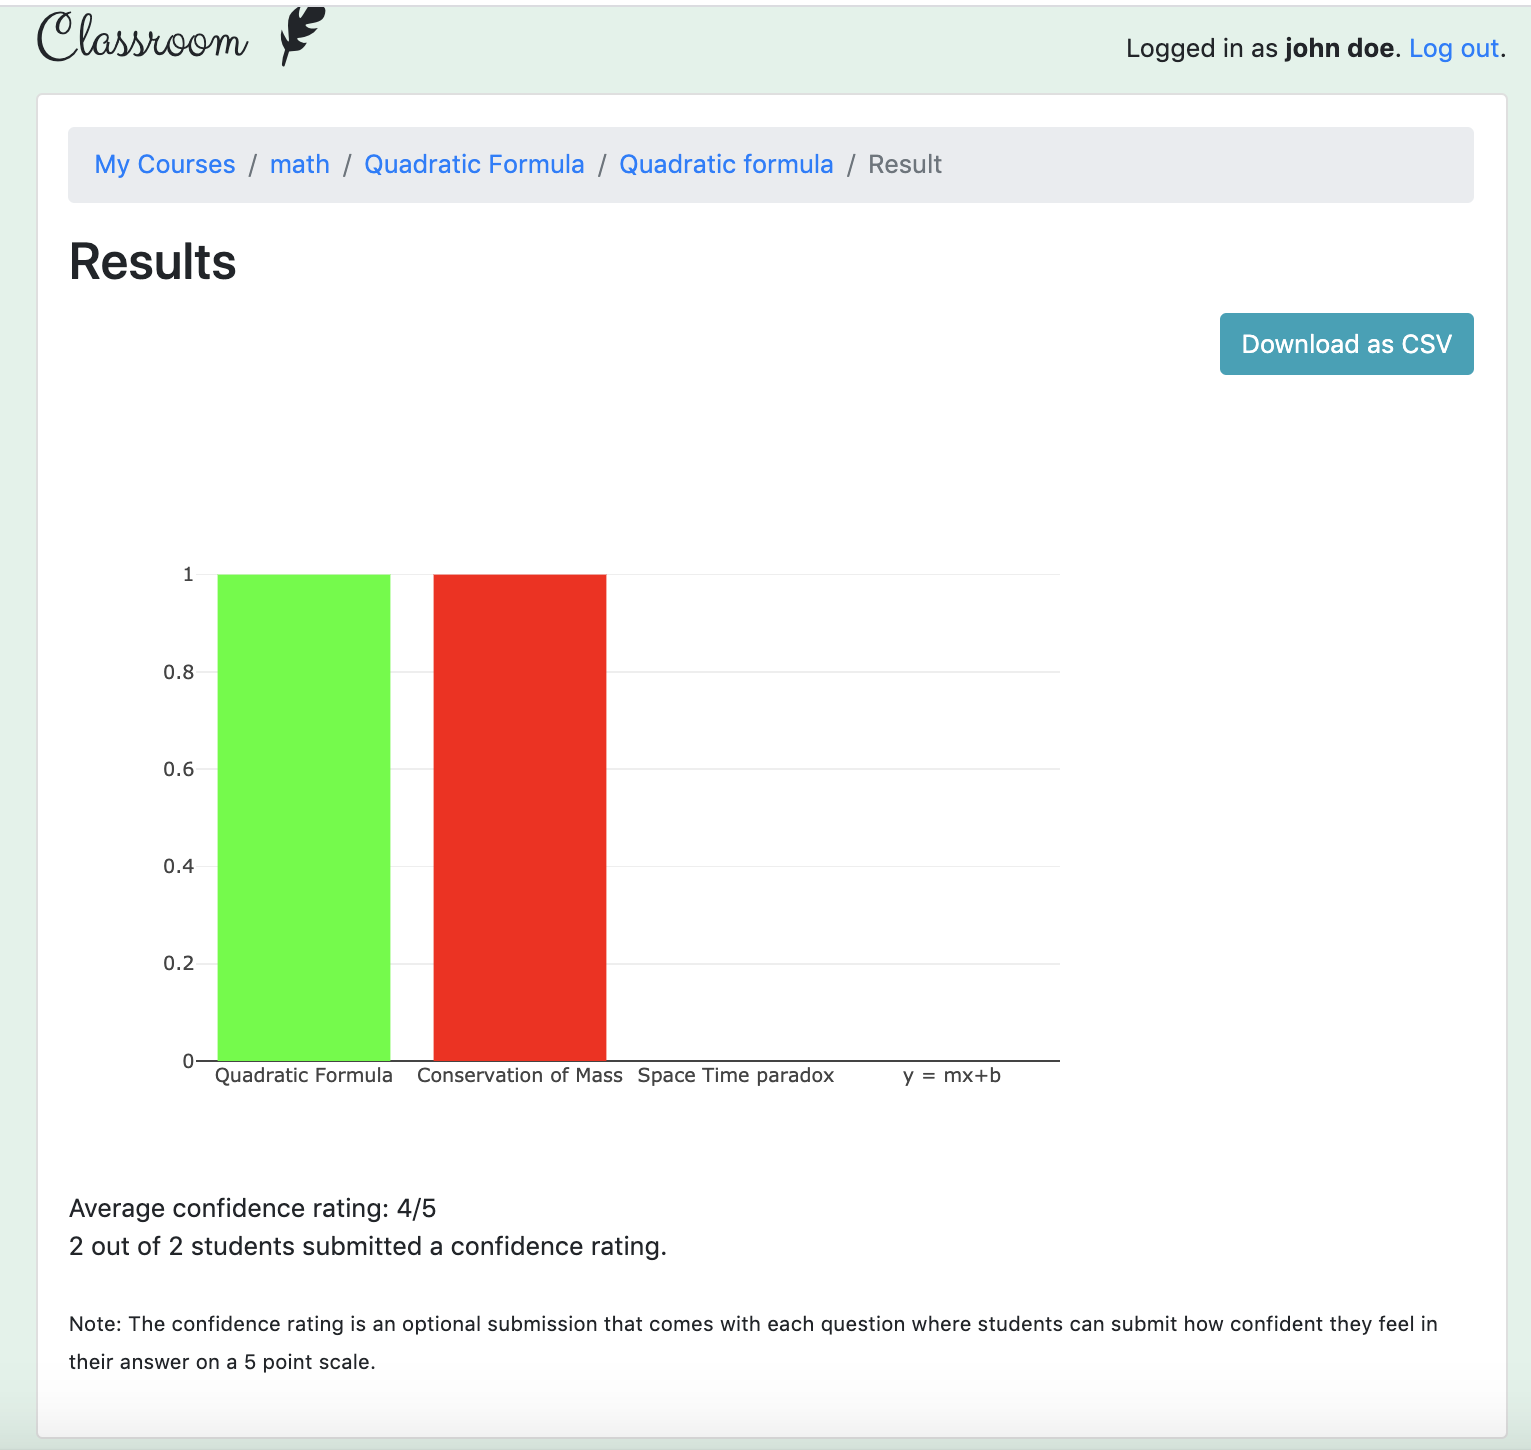 Classroom
Logged in as john doe. Log out.
My Courses / math / Quadratic Formula / Quadratic formula / Result
Results
Download as CSV
1
0.8
0.6
0.4
0.2
0
Quadratic Formula Conservation of Mass Space Time paradox y = mx+b
Average confidence rating: 4/5
2 out of 2 students submitted a confidence rating.
Note: The confidence rating is an optional submission that comes with each question where students can submit how confident they feel in
their answer on a 5 point scale.